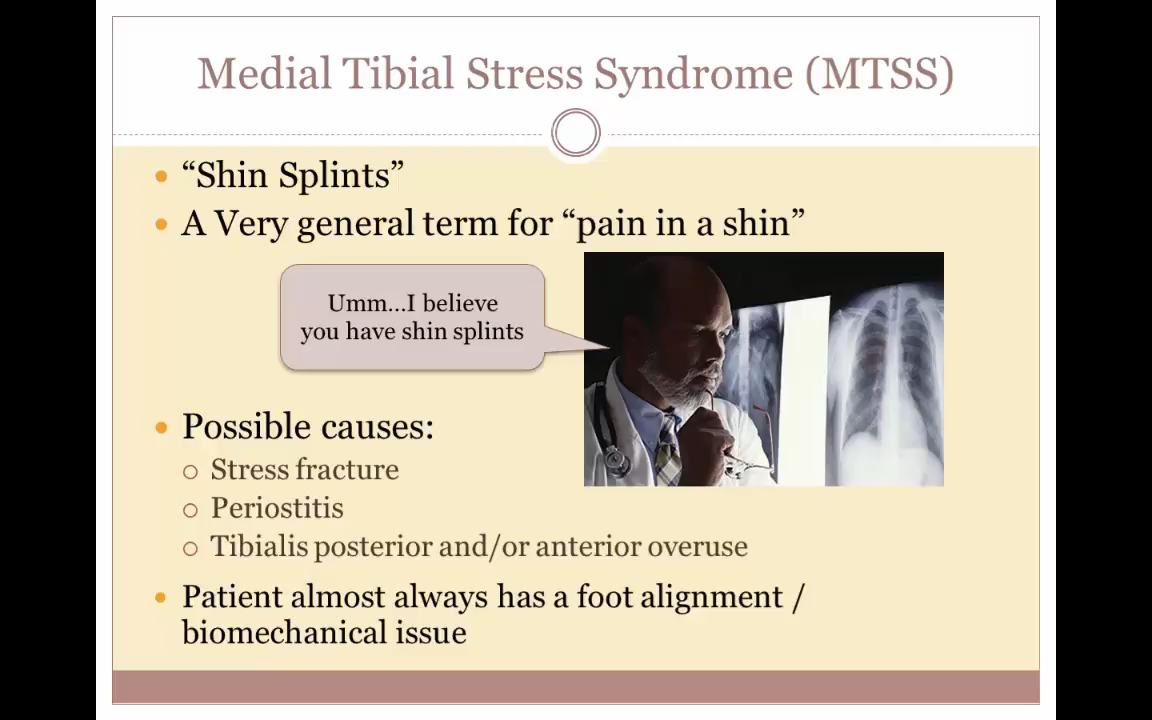 Medial Tibial Stress Syndrome (MTSS)
“Shin Splints”
A Very general term for “pain in a shin”
Umm...I believe
you have shin splints
Possible causes:
Stress fracture
Periostitis
Tibialis posterior and/or anterior overuse
Patient almost always has a foot alignment /
biomechanical issue